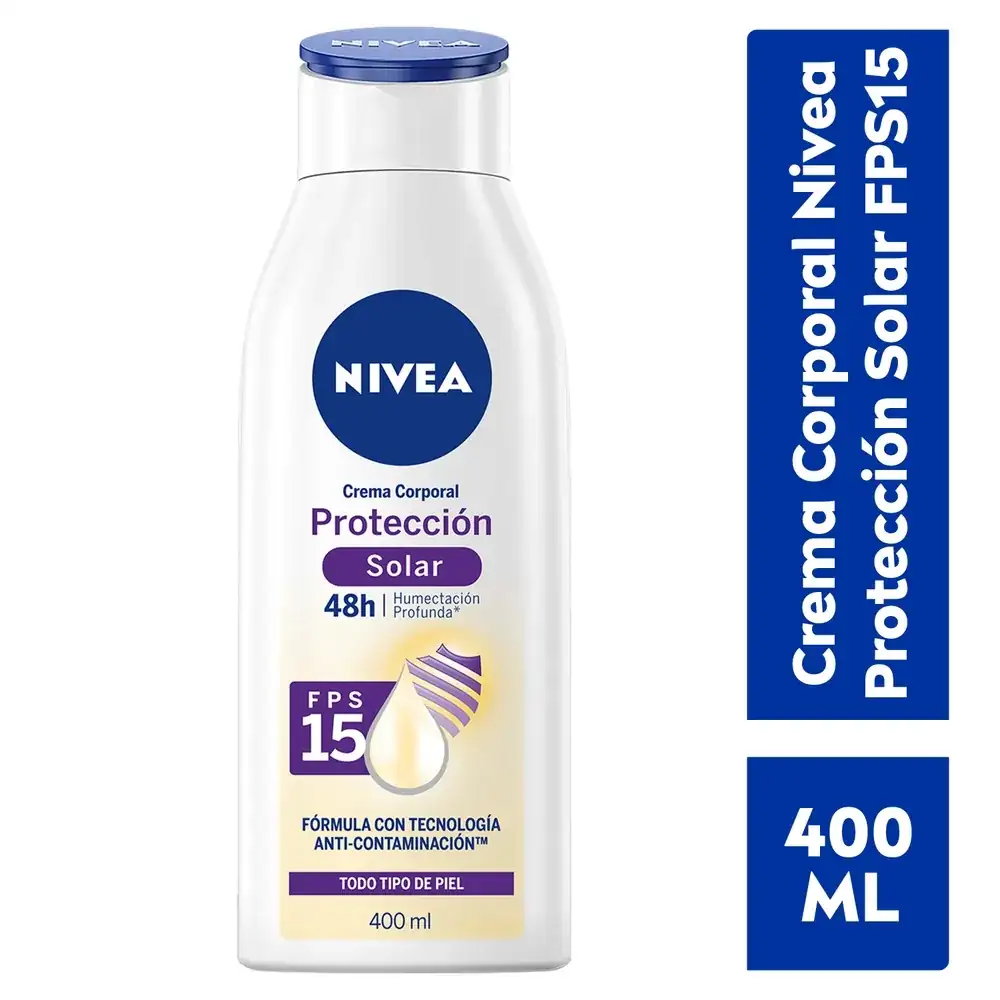 NIVEA
NIVEA
Crema Corporal
Protección
Solar
48h | Humectación
Profunda*
FPS
15
FÓRMULA CON TECNOLOGÍA
ANTI-CONTAMINACIÓN™
TODO TIPO DE PIEL
400 ml
Crema Corporal Nivea
Protección Solar FPS15
400
ML